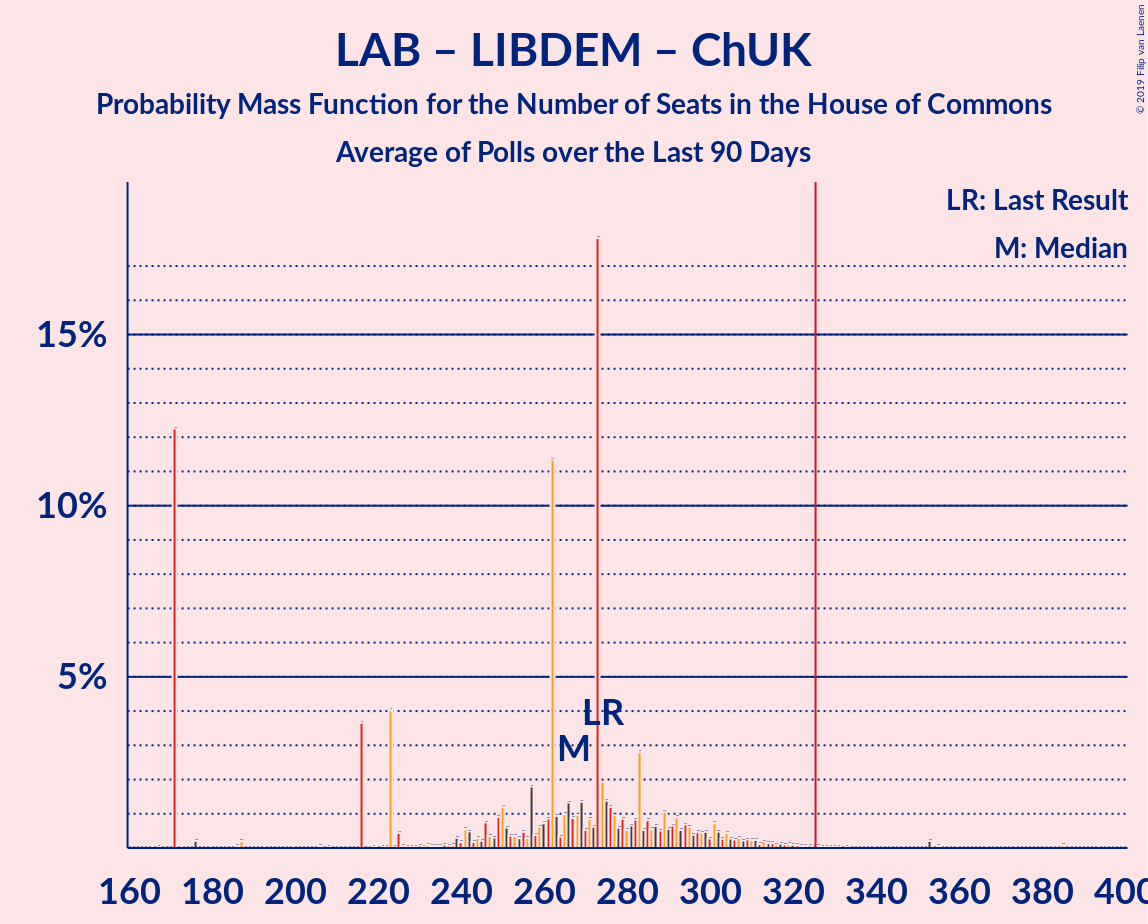 LAB – LIBDEM – ChUK
Probability Mass Function for the Number of Seats in the House of Commons
Average of Polls over the Last 90 Days
© 2019 Filip van Laenen
LR: Last Result
M: Median
15%
10%
5%
LR
M
160 180 200 220 240 260 280 300 320 340 360 380 400